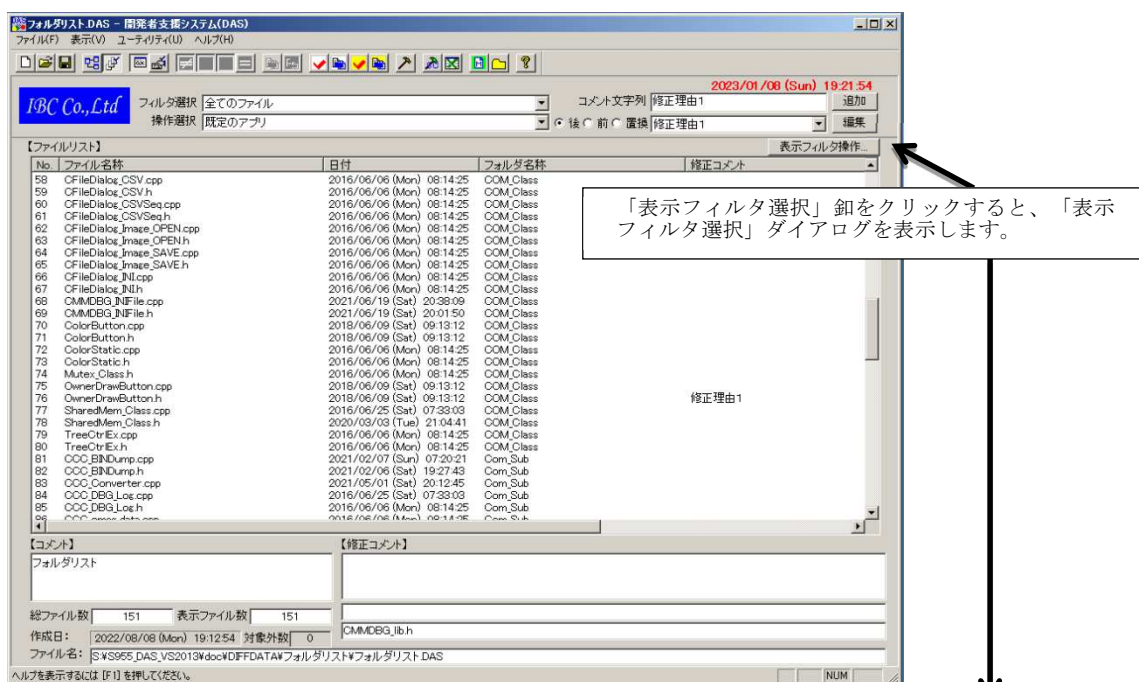 フォルダリスト.DAS - 開発者支援システム(DAS)
ファイル(F) 表示(V) ユーティリティ(U) ヘルプ(H)
2023/01/08 (Sun) 19:21:54
IBC Co.,Ltd
フィルタ選択 全てのファイル コメント文字列 修正理由1 追加
操作選択 既定のアプリ 後 前 置換 修正理由1 編集
【ファイルリスト】 表示フィルタ操作...
No. ファイル名称 日付 フォルダ名称 修正コメント
58 CFileDialog_CSV.cpp 2016/06/06 (Mon) 08:14:25 COM_Class
59 CFileDialog_CSV.h 2016/06/06 (Mon) 08:14:25 COM_Class
60 CFileDialog_CSVSeq.cpp 2016/06/06 (Mon) 08:14:25 COM_Class
61 CFileDialog_CSVSeq.h 2016/06/06 (Mon) 08:14:25 COM_Class
62 CFileDialog_Image_OPEN.cpp 2016/06/06 (Mon) 08:14:25 COM_Class
63 CFileDialog_Image_OPEN.h 2016/06/06 (Mon) 08:14:25 COM_Class
64 CFileDialog_Image_SAVE.cpp 2016/06/06 (Mon) 08:14:25 COM_Class
65 CFileDialog_Image_SAVE.h 2016/06/06 (Mon) 08:14:25 COM_Class
66 CFileDialog_INI.cpp 2016/06/06 (Mon) 08:14:25 COM_Class
67 CFileDialog_INI.h 2016/06/06 (Mon) 08:14:25 COM_Class
68 CMMDBG_INIFile.cpp 2021/06/19 (Sat) 20:38:09 COM_Class
69 CMMDBG_INIFile.h 2021/06/19 (Sat) 20:01:50 COM_Class
70 ColorButton.cpp 2018/06/09 (Sat) 09:13:12 COM_Class
71 ColorButton.h 2018/06/09 (Sat) 09:13:12 COM_Class
72 ColorStatic.cpp 2016/06/06 (Mon) 08:14:25 COM_Class
73 ColorStatic.h 2016/06/06 (Mon) 08:14:25 COM_Class
74 Mutex_Class.h 2016/06/06 (Mon) 08:14:25 COM_Class
75 OwnerDrawButton.cpp 2018/06/09 (Sat) 09:13:12 COM_Class
76 OwnerDrawButton.h 2018/06/09 (Sat) 09:13:12 COM_Class 修正理由1
77 SharedMem_Class.cpp 2016/06/25 (Sat) 07:33:03 COM_Class
78 SharedMem_Class.h 2020/03/03 (Tue) 21:04:41 COM_Class
79 TreeCtrlEx.cpp 2016/06/06 (Mon) 08:14:25 COM_Class
80 TreeCtrlEx.h 2016/06/06 (Mon) 08:14:25 COM_Class
81 CCC_BINDump.cpp 2021/02/07 (Sun) 07:20:21 Com_Sub
82 CCC_BINDump.h 2021/02/06 (Sat) 19:27:43 Com_Sub
83 CCC_Converter.cpp 2021/05/01 (Sat) 20:12:45 Com_Sub
84 CCC_DBG_Log.cpp 2016/06/25 (Sat) 07:33:03 Com_Sub
85 CCC_DBG_Log.h 2016/06/06 (Mon) 08:14:25 Com_Sub
「表示フィルタ選択」釦をクリックすると、「表示
フィルタ選択」ダイアログを表示します。
【コメント】 【修正コメント】
フォルダリスト
総ファイル数 151 表示ファイル数 151
作成日: 2022/08/08 (Mon) 19:12:54 対象外数 0 CMMDBG_lib.h
ファイル名: S:¥S955_DAS_VS2013¥doc¥DIFFDATA¥フォルダリスト¥フォルダリスト.DAS
ヘルプを表示するには [F1] を押してください。 NUM